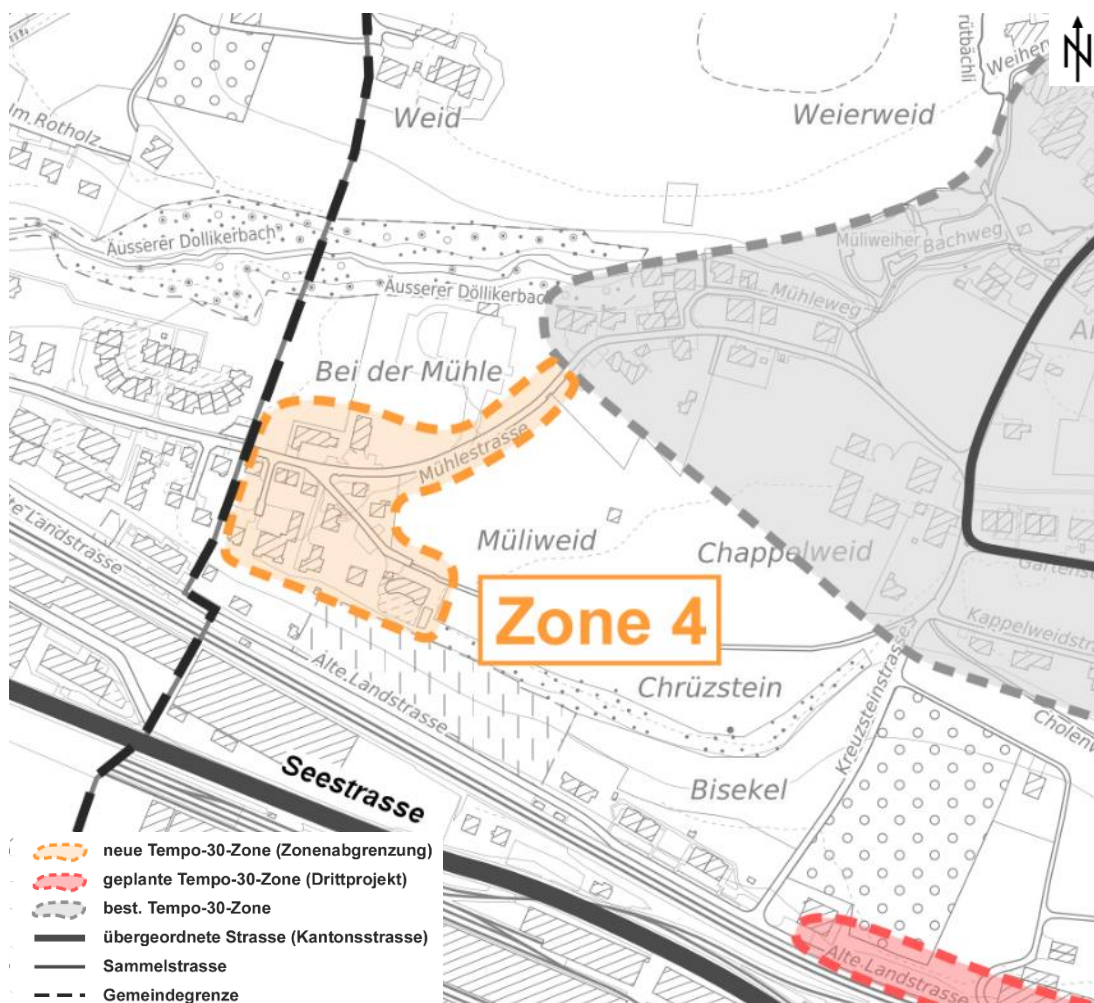 N
Weiher
Weid
Weierweid
Im Rotholz
Äusserer Dollikerbach
Müliweiher
Bachweg
Äusserer Döllikerbach
Mühleweg
Bei der Mühle
Mühlestrasse
Müliweid
Chappelweid
Alte Landstrasse
Zone 4
Kappelweidstr
Alte Landstrasse
Chrüzstein
Kreuzsteinstrasse
Cholenw
Seestrasse
Bisekel
Alte Landstrasse
neue Tempo-30-Zone (Zonenabgrenzung)
geplante Tempo-30-Zone (Drittprojekt)
best. Tempo-30-Zone
übergeordnete Strasse (Kantonsstrasse)
Sammelstrasse
Gemeindegrenze